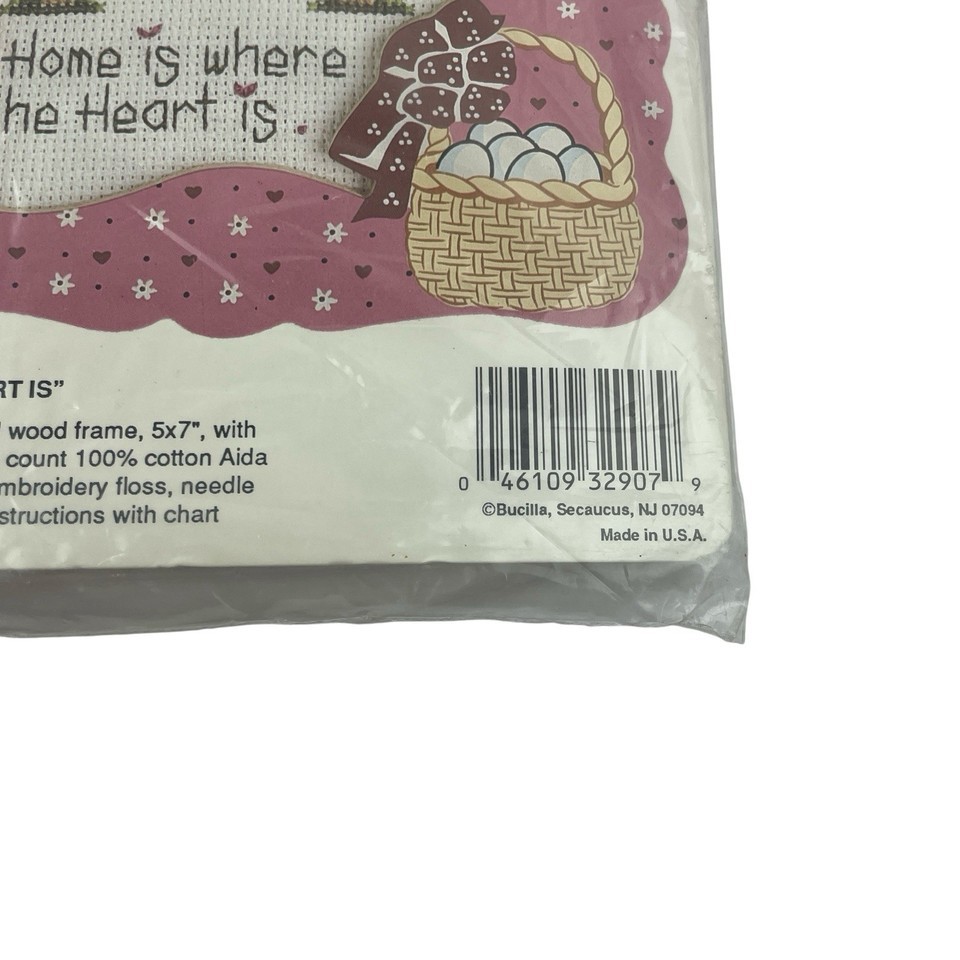 Home is where
the Heart is.
RT IS”
wood frame, 5x7", with
count 100% cotton Aida
mbroidery floss, needle
structions with chart
0 46109 32907 9
©Bucilla, Secaucus, NJ 07094
Made in U.S.A.